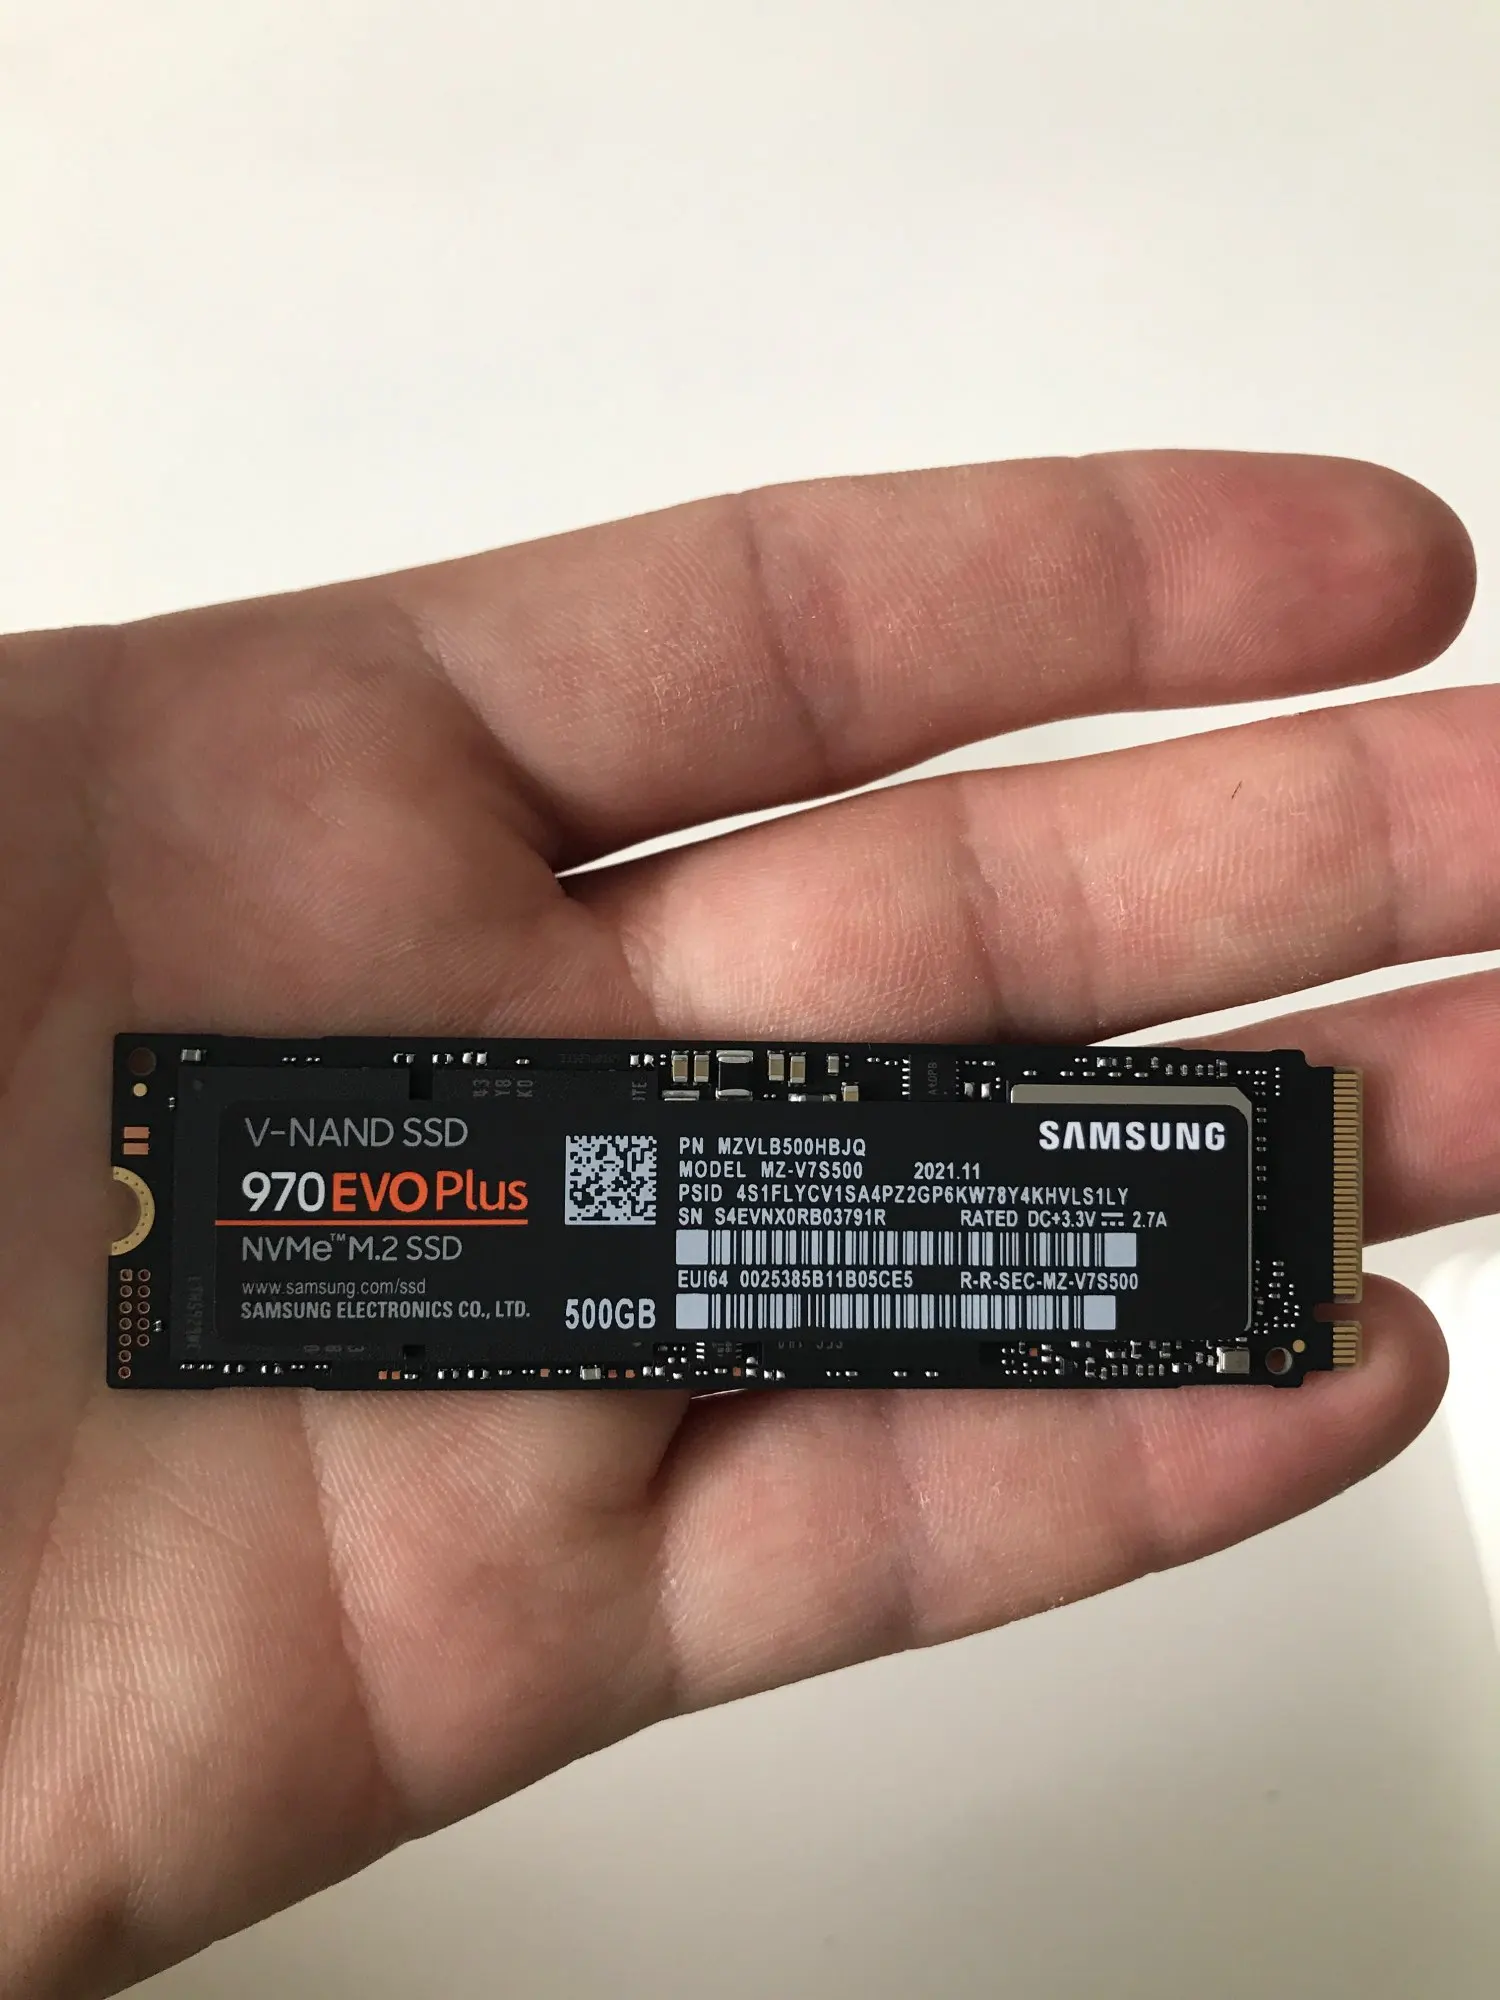 V-NAND SSD
970 EVO Plus
NVMe™ M.2 SSD
www.samsung.com/ssd
SAMSUNG ELECTRONICS CO., LTD.
500GB
PN MZVLB500HBJQ
MODEL MZ-V7S500 2021.11
PSID 4S1FLYCV1SA4PZ2GP6KW78Y4KHVLS1LY
SN S4EVNX0RB03791R RATED DC+3.3V ⎓ 2.7A
EUI64 0025385B11B05CE5 R-R-SEC-MZ-V7S500
SAMSUNG